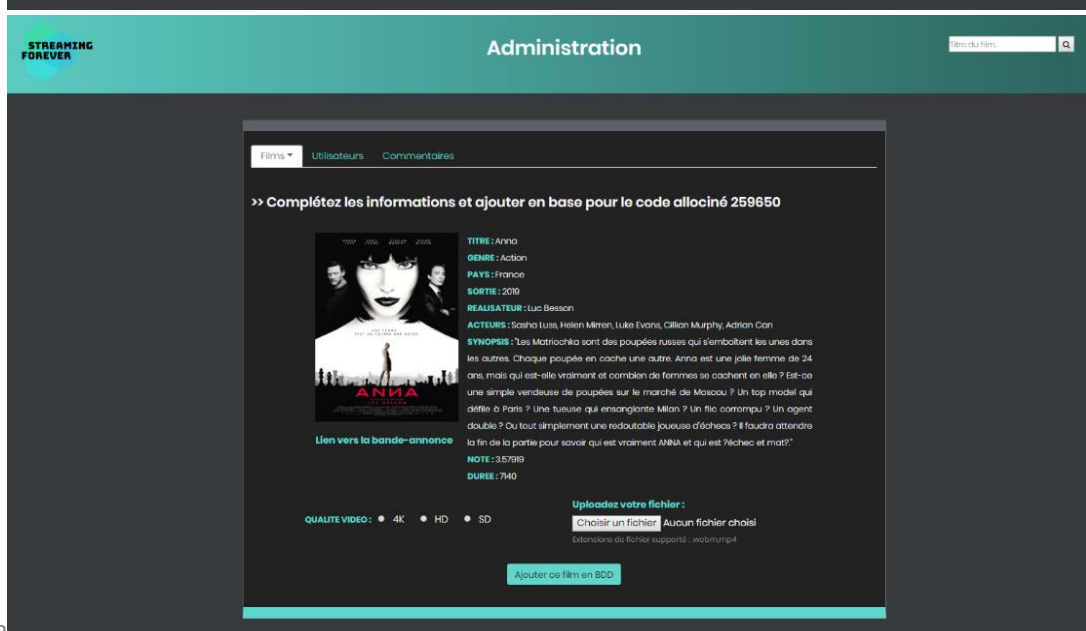 STREAMING
FOREVER
Administration
Titre du film.
Films
Utilisateurs
Commentaires
>> Complétez les informations et ajouter en base pour le code allociné 259650
ANNA
TITRE : Anna
GENRE : Action
PAYS : France
SORTIE : 2019
REALISATEUR : Luc Besson
ACTEURS : Sasha Luss, Helen Mirren, Luke Evans, Cillian Murphy, Adrian Can
SYNOPSIS : "Les Matriochka sont des poupées russes qui s'emboîtent les unes dans
les autres. Chaque poupée en cache une autre. Anna est une jolie femme de 24
ans, mais qui est-elle vraiment et combien de femmes se cachent en elle ? Est-ce
une simple vendeuse de poupées sur le marché de Moscou ? Un top model qui
défile à Paris ? Une tueuse qui ensanglante Milan ? Un flic corrompu ? Un agent
double ? Ou tout simplement une redoutable joueuse d'échecs ? Il faudra attendre
la fin de la partie pour savoir qui est vraiment ANNA et qui est ?échec et mat?."
NOTE : 3.57919
DUREE : 7140
Lien vers la bande-annonce
QUALITE VIDEO : 4K HD SD
Uploadez votre fichier :
Choisir un fichier Aucun fichier choisi
Extensions de fichier supporté : .webm,mp4
Ajouter ce film en BDD